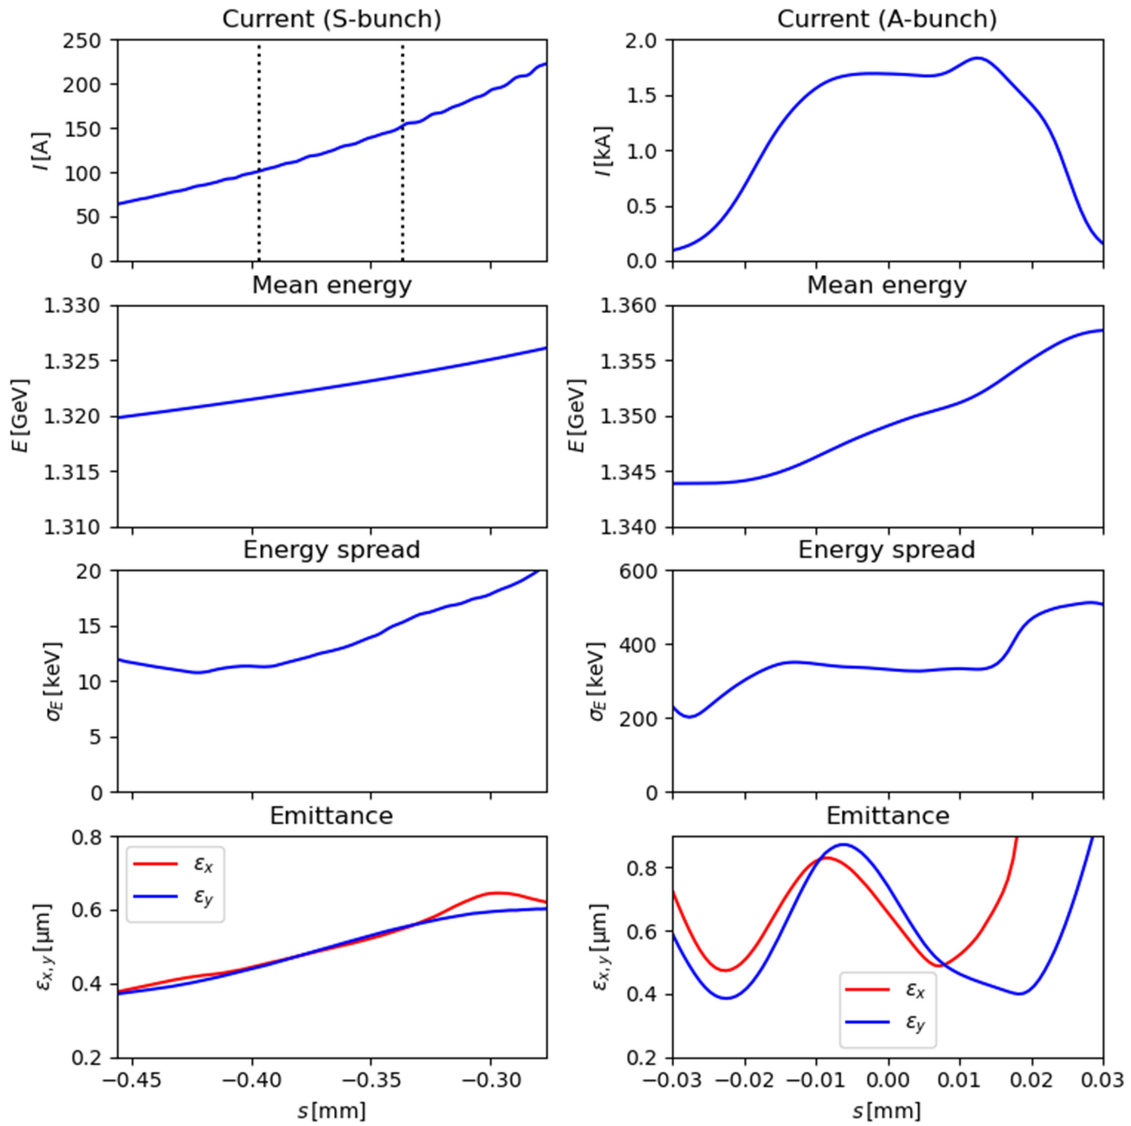 Current (S-bunch)
250
200
150
100
50
0
I [A]
Current (A-bunch)
2.0
1.5
1.0
0.5
0.0
I [kA]
Mean energy
1.330
1.325
1.320
1.315
1.310
E [GeV]
Mean energy
1.360
1.355
1.350
1.345
1.340
E [GeV]
Energy spread
20
15
10
5
0
σE [keV]
Energy spread
600
400
200
0
σE [keV]
Emittance
0.8
0.6
0.4
0.2
εx, y [μm]
εx
εy
−0.45 −0.40 −0.35 −0.30
s [mm]
Emittance
0.8
0.6
0.4
0.2
εx, y [μm]
εx
εy
−0.03 −0.02 −0.01 0.00 0.01 0.02 0.03
s [mm]